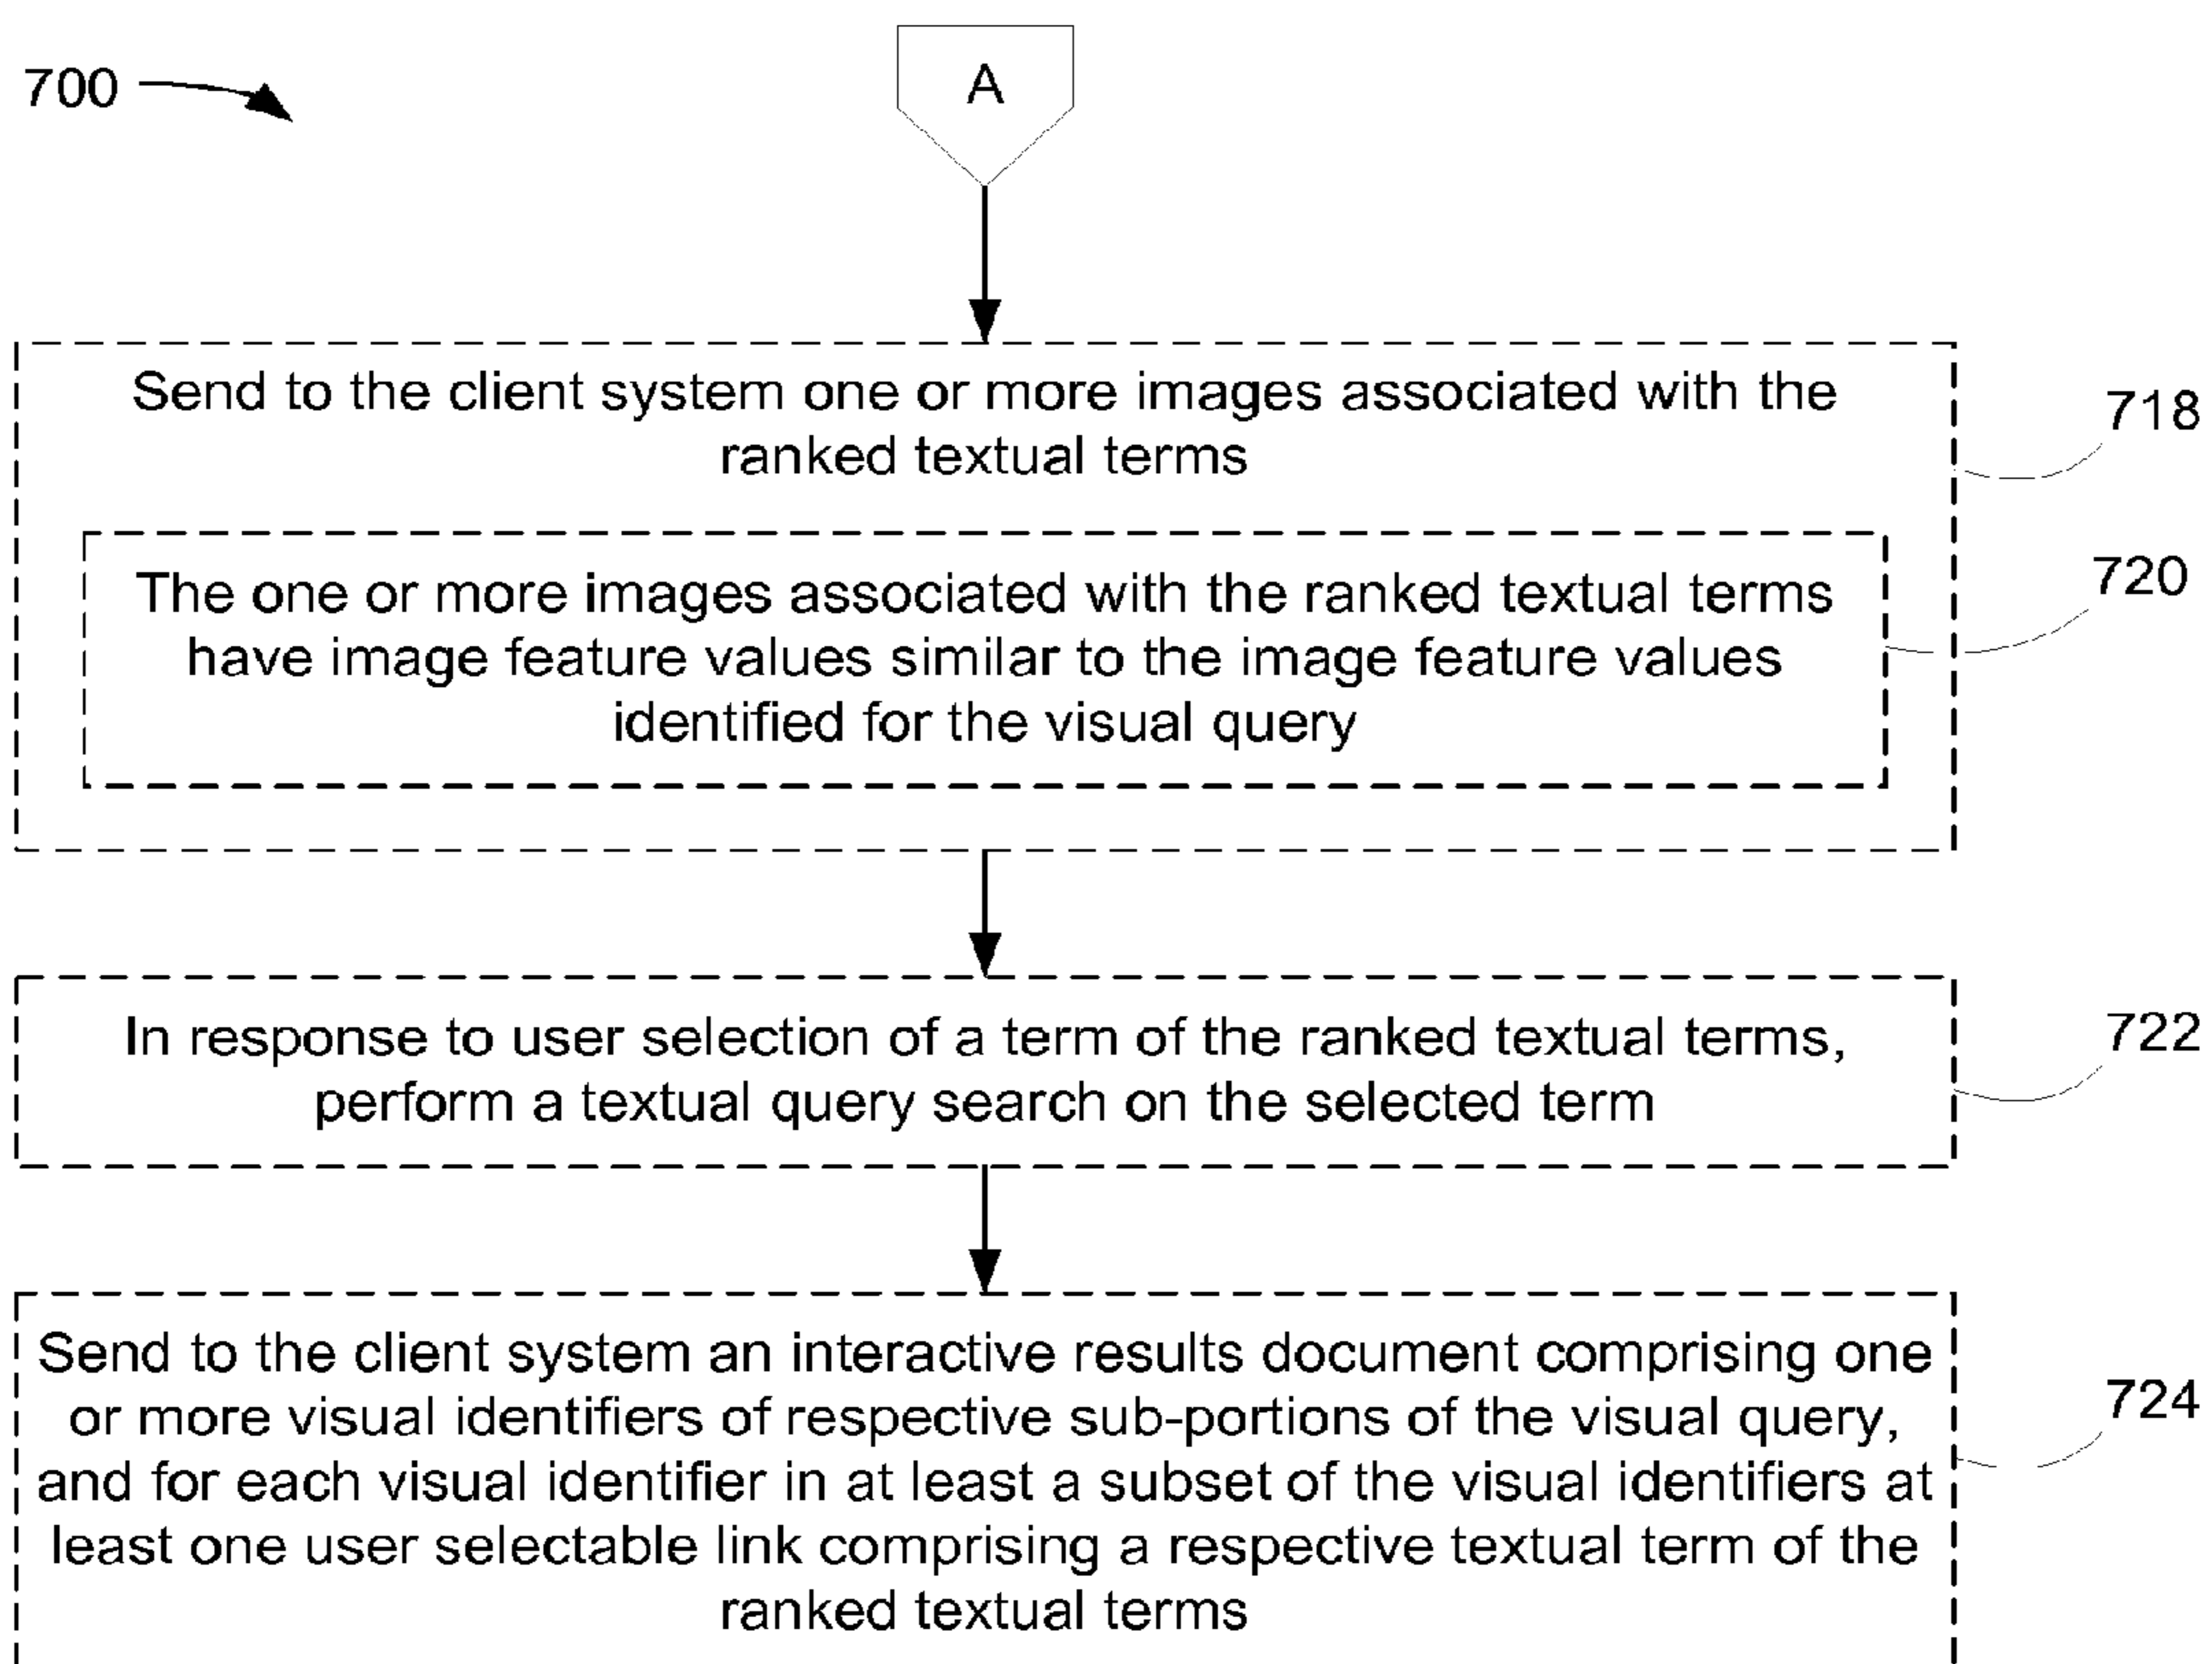 700
A
Send to the client system one or more images associated with the
ranked textual terms
718
The one or more images associated with the ranked textual terms
have image feature values similar to the image feature values
identified for the visual query
720
In response to user selection of a term of the ranked textual terms,
perform a textual query search on the selected term
722
Send to the client system an interactive results document comprising one
or more visual identifiers of respective sub-portions of the visual query,
and for each visual identifier in at least a subset of the visual identifiers at
least one user selectable link comprising a respective textual term of the
ranked textual terms
724